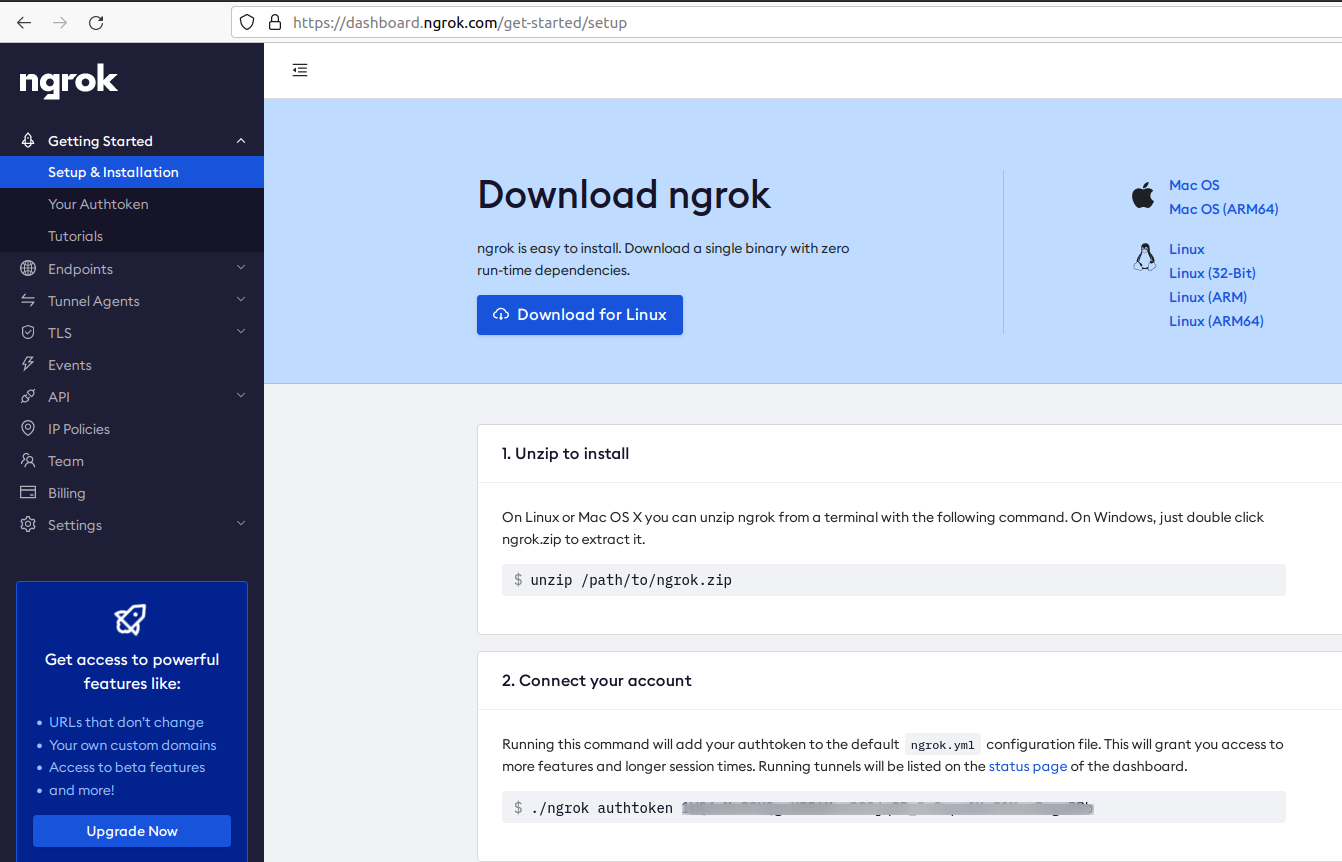 https://dashboard.ngrok.com/get-started/setup
ngrok
Getting Started
Setup & Installation
Your Authtoken
Tutorials
Endpoints
Tunnel Agents
TLS
Events
API
IP Policies
Team
Billing
Settings
Get access to powerful
features like:
• URLs that don't change
• Your own custom domains
• Access to beta features
• and more!
Upgrade Now
Download ngrok
ngrok is easy to install. Download a single binary with zero
run-time dependencies.
Download for Linux
Mac OS
Mac OS (ARM64)
Linux
Linux (32-Bit)
Linux (ARM)
Linux (ARM64)
1. Unzip to install
On Linux or Mac OS X you can unzip ngrok from a terminal with the following command. On Windows, just double click
ngrok.zip to extract it.
$ unzip /path/to/ngrok.zip
2. Connect your account
Running this command will add your authtoken to the default ngrok.yml configuration file. This will grant you access to
more features and longer session times. Running tunnels will be listed on the status page of the dashboard.
$ ./ngrok authtoken